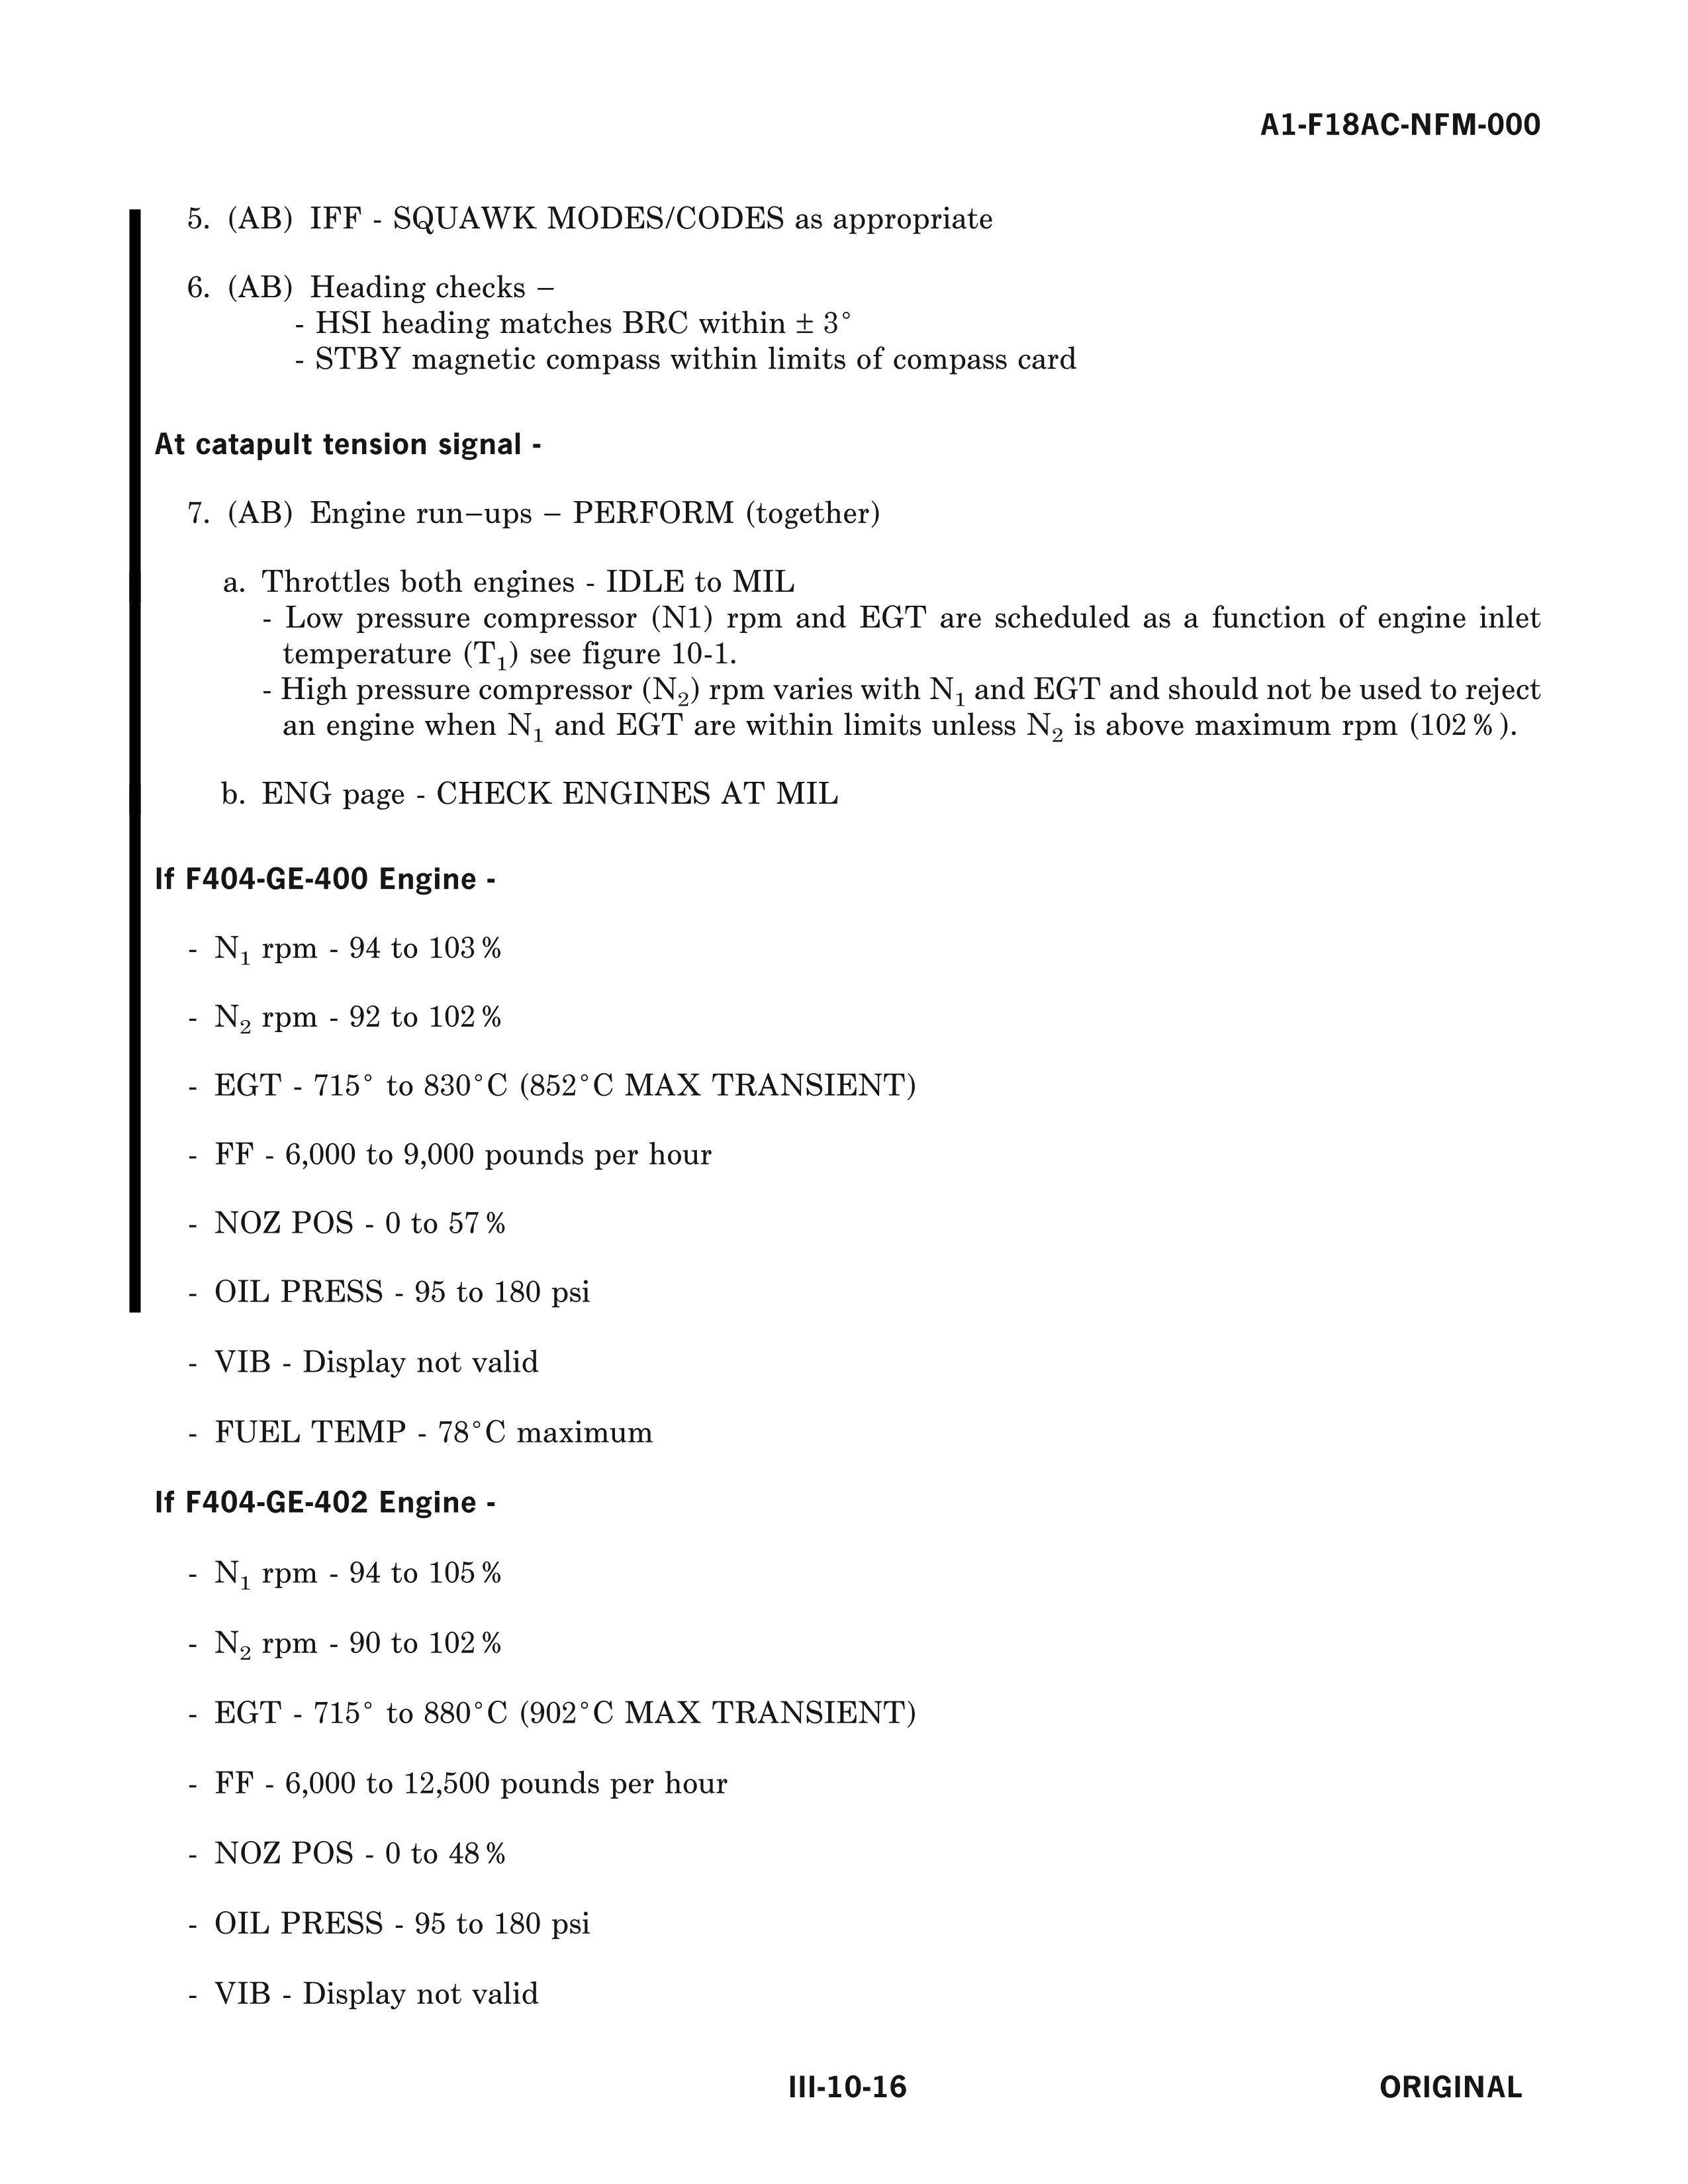 A1-F18AC-NFM-000
5. (AB) IFF - SQUAWK MODES/CODES as appropriate
6. (AB) Heading checks –
- HSI heading matches BRC within ± 3°
- STBY magnetic compass within limits of compass card
At catapult tension signal -
7. (AB) Engine run–ups – PERFORM (together)
a. Throttles both engines - IDLE to MIL
- Low pressure compressor (N1) rpm and EGT are scheduled as a function of engine inlet
temperature (T₁) see figure 10-1.
- High pressure compressor (N₂) rpm varies with N₁ and EGT and should not be used to reject
an engine when N₁ and EGT are within limits unless N₂ is above maximum rpm (102%).
b. ENG page - CHECK ENGINES AT MIL
If F404-GE-400 Engine -
- N₁ rpm - 94 to 103%
- N₂ rpm - 92 to 102%
- EGT - 715° to 830°C (852°C MAX TRANSIENT)
- FF - 6,000 to 9,000 pounds per hour
- NOZ POS - 0 to 57%
- OIL PRESS - 95 to 180 psi
- VIB - Display not valid
- FUEL TEMP - 78°C maximum
If F404-GE-402 Engine -
- N₁ rpm - 94 to 105%
- N₂ rpm - 90 to 102%
- EGT - 715° to 880°C (902°C MAX TRANSIENT)
- FF - 6,000 to 12,500 pounds per hour
- NOZ POS - 0 to 48%
- OIL PRESS - 95 to 180 psi
- VIB - Display not valid
III-10-16
ORIGINAL